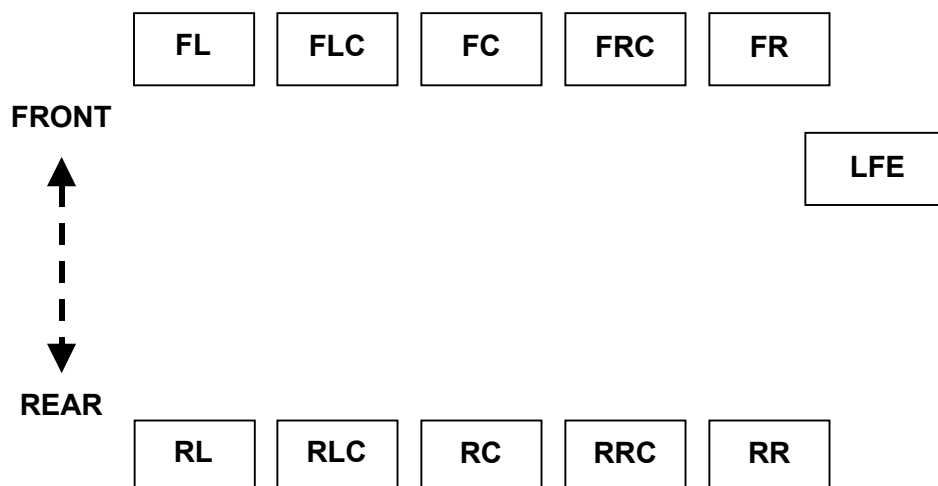 FL FLC FC FRC FR
FRONT
LFE
REAR
RL RLC RC RRC RR